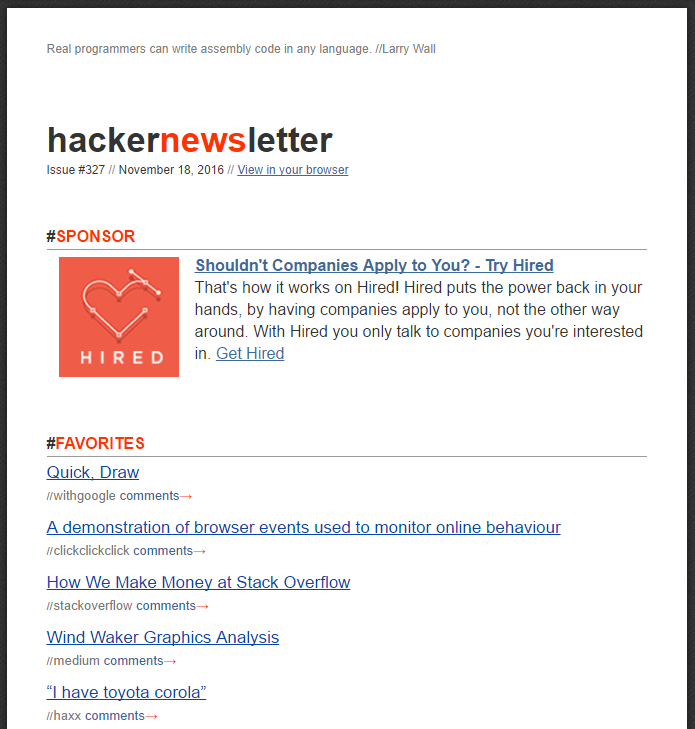 Real programmers can write assembly code in any language. //Larry Wall
hackernewsletter
Issue #327 // November 18, 2016 // View in your browser
#SPONSOR
HIRED
Shouldn't Companies Apply to You? - Try Hired
That's how it works on Hired! Hired puts the power back in your
hands, by having companies apply to you, not the other way
around. With Hired you only talk to companies you're interested
in. Get Hired
#FAVORITES
Quick, Draw
//withgoogle comments→
A demonstration of browser events used to monitor online behaviour
//clickclickclick comments→
How We Make Money at Stack Overflow
//stackoverflow comments→
Wind Waker Graphics Analysis
//medium comments→
“I have toyota corola”
//haxx comments→